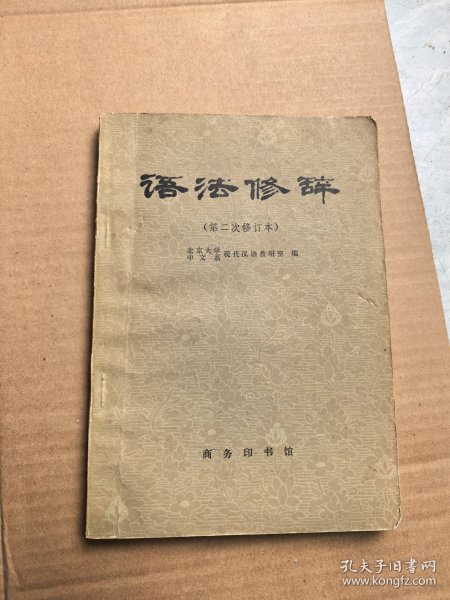 语法修辞
(第二次修订本)
北京大学
中文系 现代汉语教研室 编
商务印书馆
孔夫子旧书网
www.kongfz.com